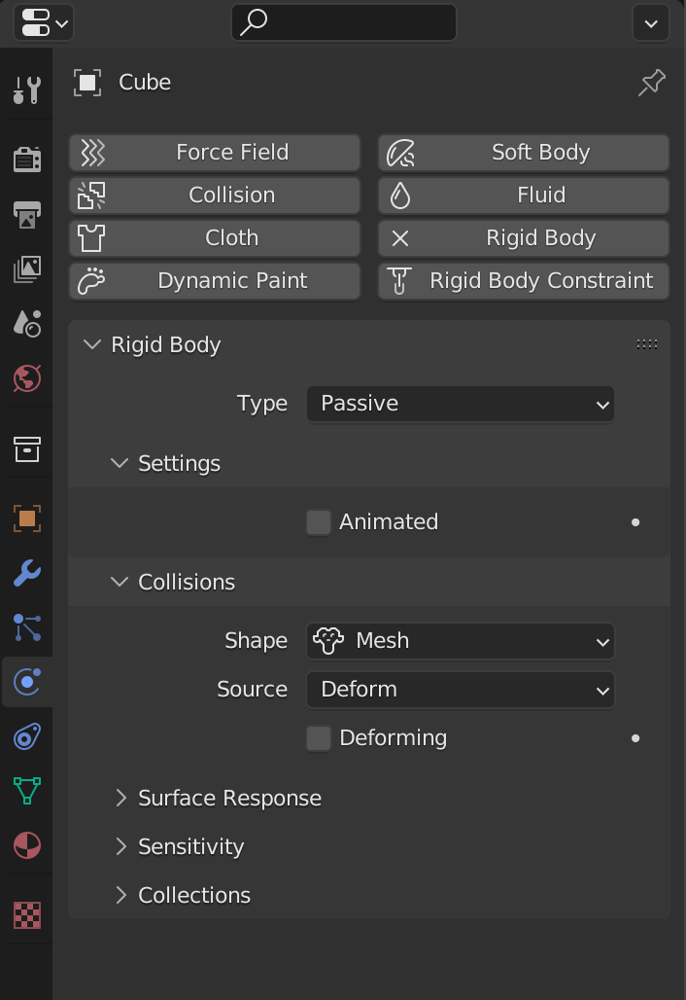 Cube
Force Field
Soft Body
Collision
Fluid
Cloth
Rigid Body
Dynamic Paint
Rigid Body Constraint
Rigid Body
Type Passive
Settings
Animated
Collisions
Shape Mesh
Source Deform
Deforming
Surface Response
Sensitivity
Collections